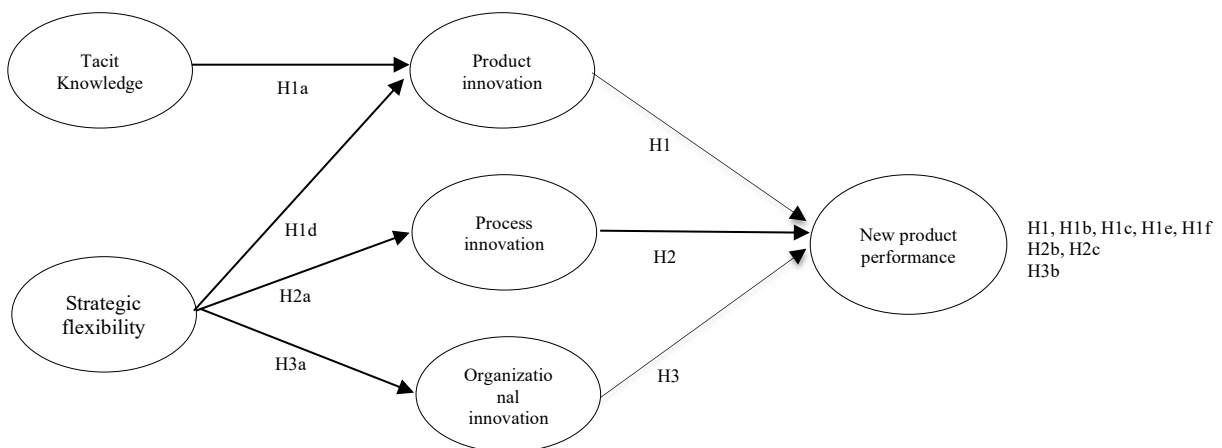 Tacit
Knowledge
H1a
Product
innovation
H1
H1d
Process
innovation
H2
New product
performance
H1, H1b, H1c, H1e, H1f
H2b, H2c
H3b
H2a
Strategic
flexibility
H3a
Organizatio
nal
innovation
H3